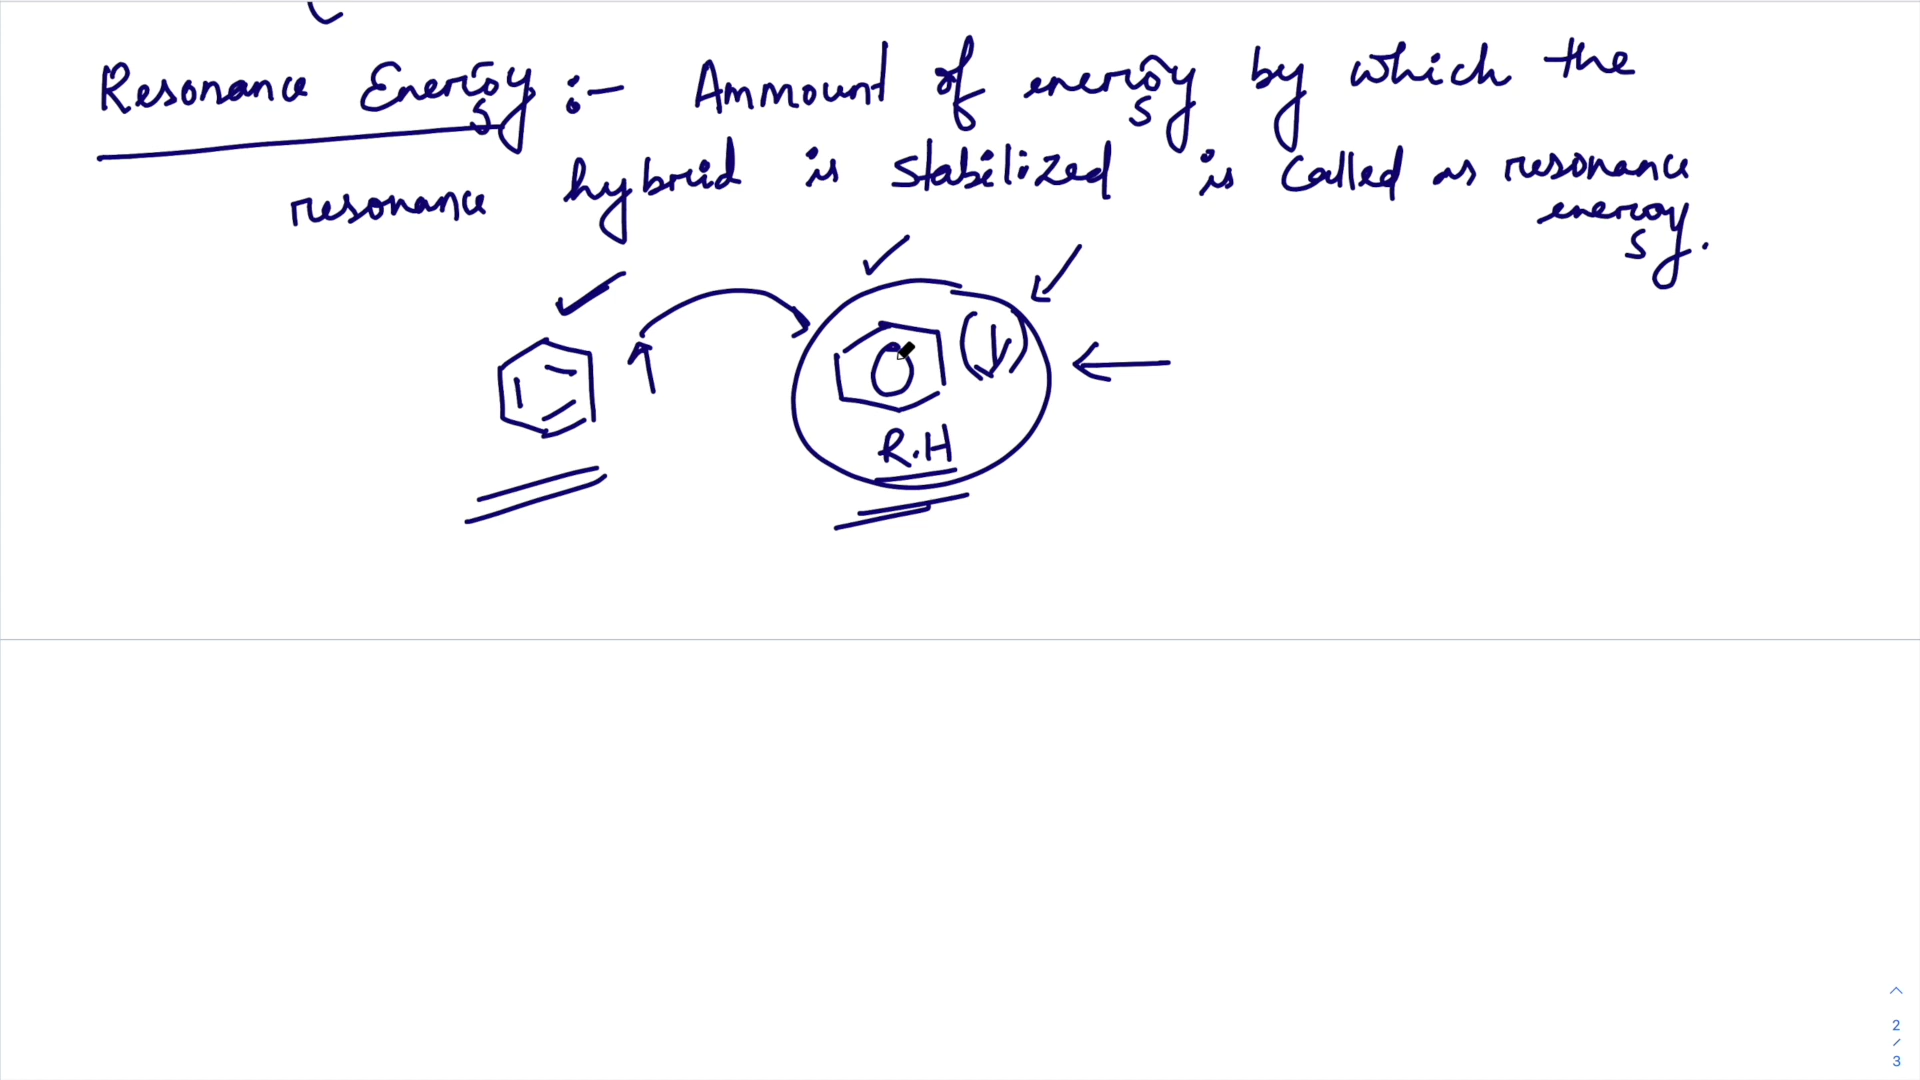 Resonance Energy :- Ammount of energy by which the
resonance hybrid is stabilized is called as resonance
energy.
R.H
2
/
3